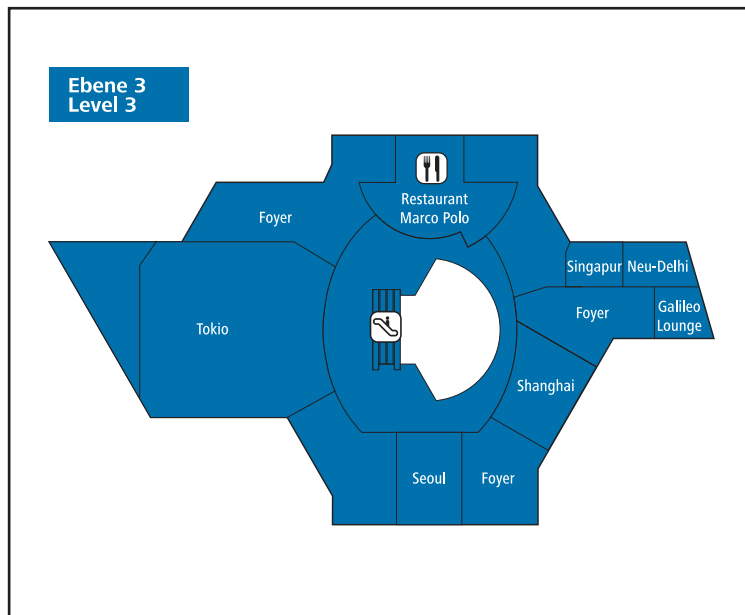 Ebene 3
Level 3
Restaurant
Marco Polo
Foyer
Singapur
Neu-Delhi
Foyer
Galileo
Lounge
Tokio
Shanghai
Seoul
Foyer